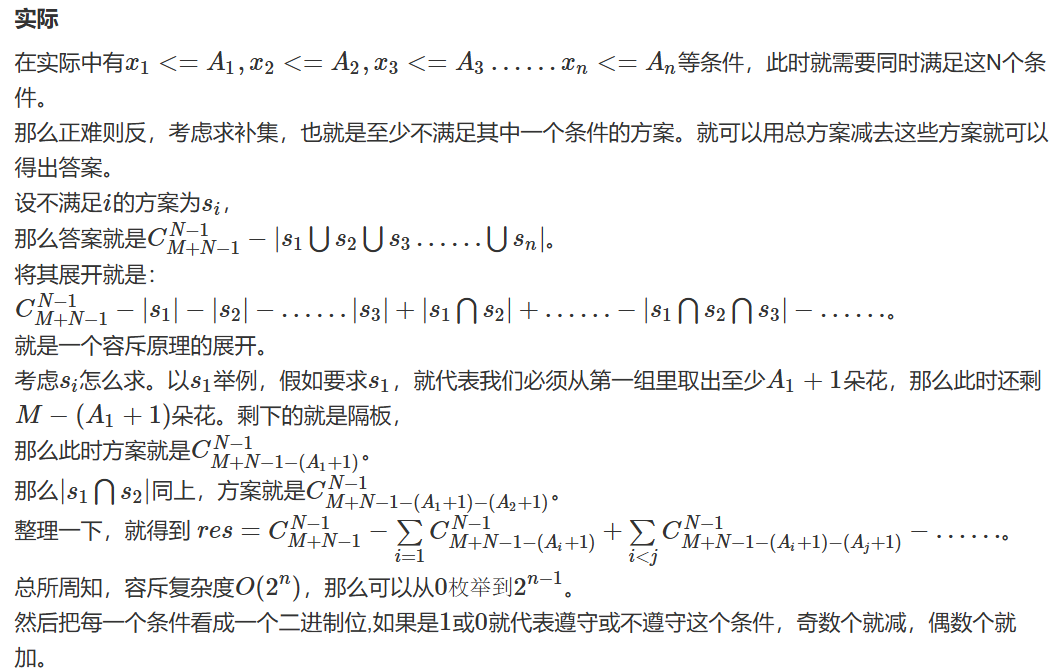 实际
在实际中有$x_1 <= A_1, x_2 <= A_2, x_3 <= A_3 ……x_n <= A_n$等条件，此时就需要同时满足这N个条
件。
那么正难则反，考虑求补集，也就是至少不满足其中一个条件的方案。就可以用总方案减去这些方案就可以
得出答案。
设不满足$i$的方案为$s_i$，
那么答案就是$C_{M+N-1}^{N-1} - |s_1 \bigcup s_2 \bigcup s_3 …… \bigcup s_n|$。
将其展开就是：
$C_{M+N-1}^{N-1} - |s_1| - |s_2| - ……|s_3| + |s_1 \bigcap s_2| + …… - |s_1 \bigcap s_2 \bigcap s_3| - ……$。
就是一个容斥原理的展开。
考虑$s_i$怎么求。以$s_1$举例，假如要求$s_1$，就代表我们必须从第一组里取出至少$A_1 + 1$朵花，那么此时还剩
$M - (A_1 + 1)$朵花。剩下的就是隔板，
那么此时方案就是$C_{M+N-1-(A_1+1)}^{N-1}$。
那么$|s_1 \bigcap s_2|$同上，方案就是$C_{M+N-1-(A_1+1)-(A_2+1)}^{N-1}$。
整理一下，就得到 $res = C_{M+N-1}^{N-1} - \sum_{i=1} C_{M+N-1-(A_i+1)}^{N-1} + \sum_{i<j} C_{M+N-1-(A_i+1)-(A_j+1)}^{N-1} - ……$。
总所周知，容斥复杂度$O(2^n)$，那么可以从0枚举到$2^{n-1}$。
然后把每一个条件看成一个二进制位,如果是1或0就代表遵守或不遵守这个条件，奇数个就减，偶数个就
加。